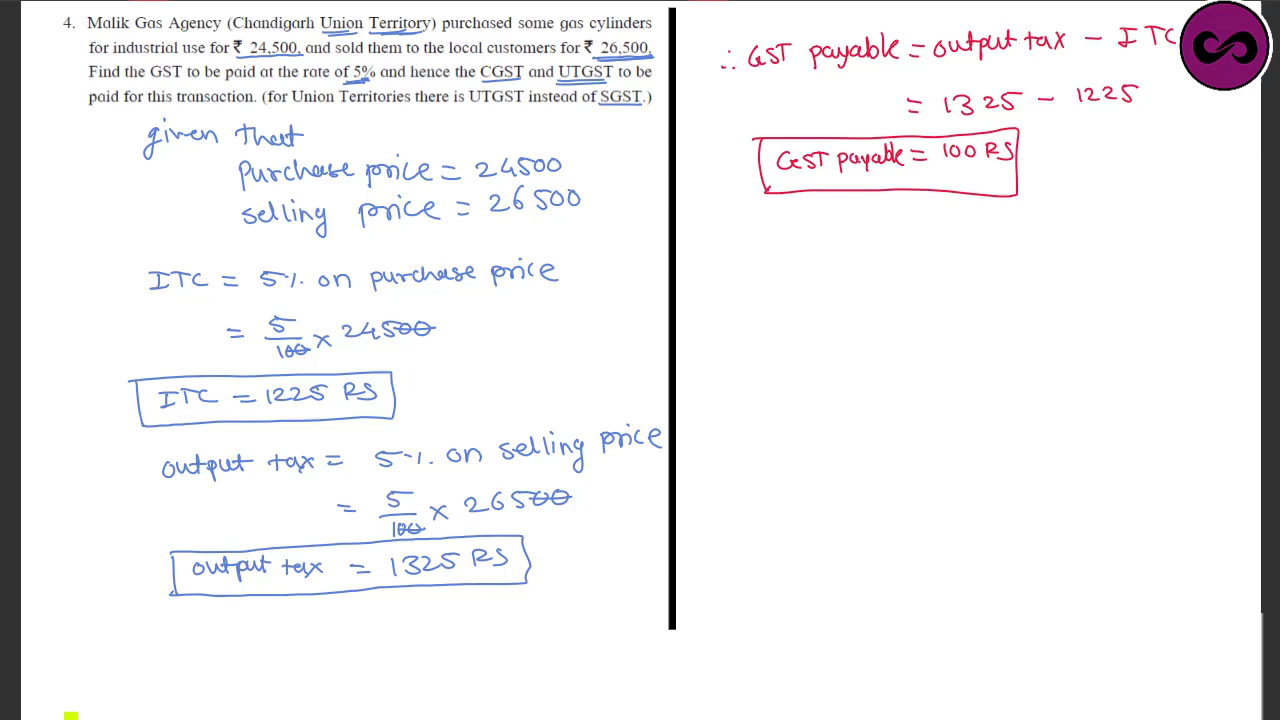 4. Malik Gas Agency (Chandigarh Union Territory) purchased some gas cylinders
for industrial use for ₹ 24,500, and sold them to the local customers for ₹ 26,500.
Find the GST to be paid at the rate of 5% and hence the CGST and UTGST to be
paid for this transaction. (for Union Territories there is UTGST instead of SGST.)
given that
Purchase price = 24500
selling price = 26500
ITC = 5% on purchase price
= 5/100 × 24500
ITC = 1225 RS
output tax = 5% on selling price
= 5/100 × 26500
output tax = 1325 RS
∴ GST payable = output tax - ITC
= 1325 - 1225
GST payable = 100 RS